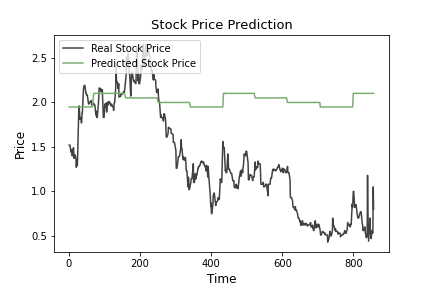 Stock Price Prediction
Real Stock Price
Predicted Stock Price
Price
2.5
2.0
1.5
1.0
0.5
0 200 400 600 800
Time